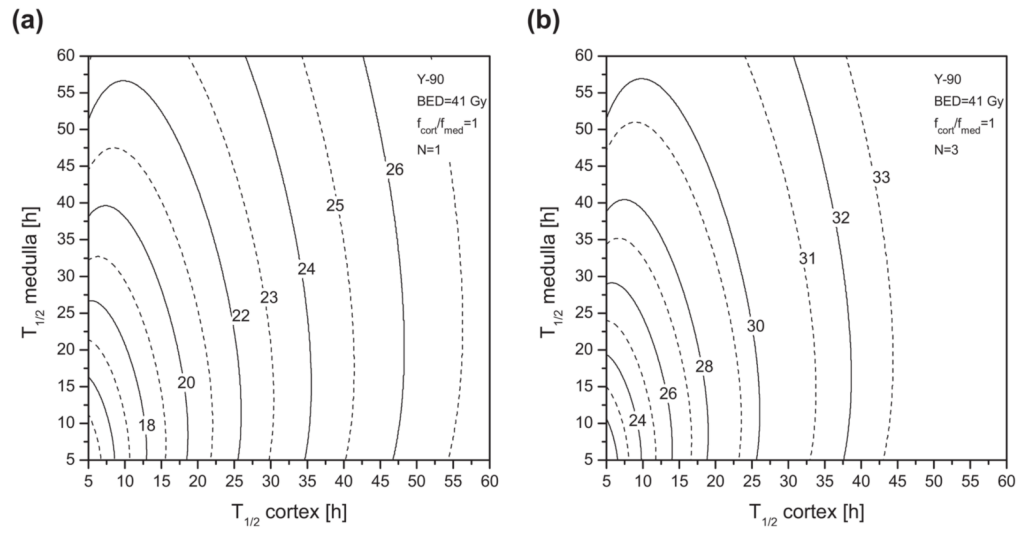 (a)
60
55
50
45
40
35
30
25
20
15
10
5
T1/2 medulla [h]
Y-90
BED=41 Gy
fcort/fmed=1
N=1
26
25
24
23
22
20
18
5 10 15 20 25 30 35 40 45 50 55 60
T1/2 cortex [h]
(b)
60
55
50
45
40
35
30
25
20
15
10
5
T1/2 medulla [h]
Y-90
BED=41 Gy
fcort/fmed=1
N=3
33
32
31
30
28
26
24
5 10 15 20 25 30 35 40 45 50 55 60
T1/2 cortex [h]